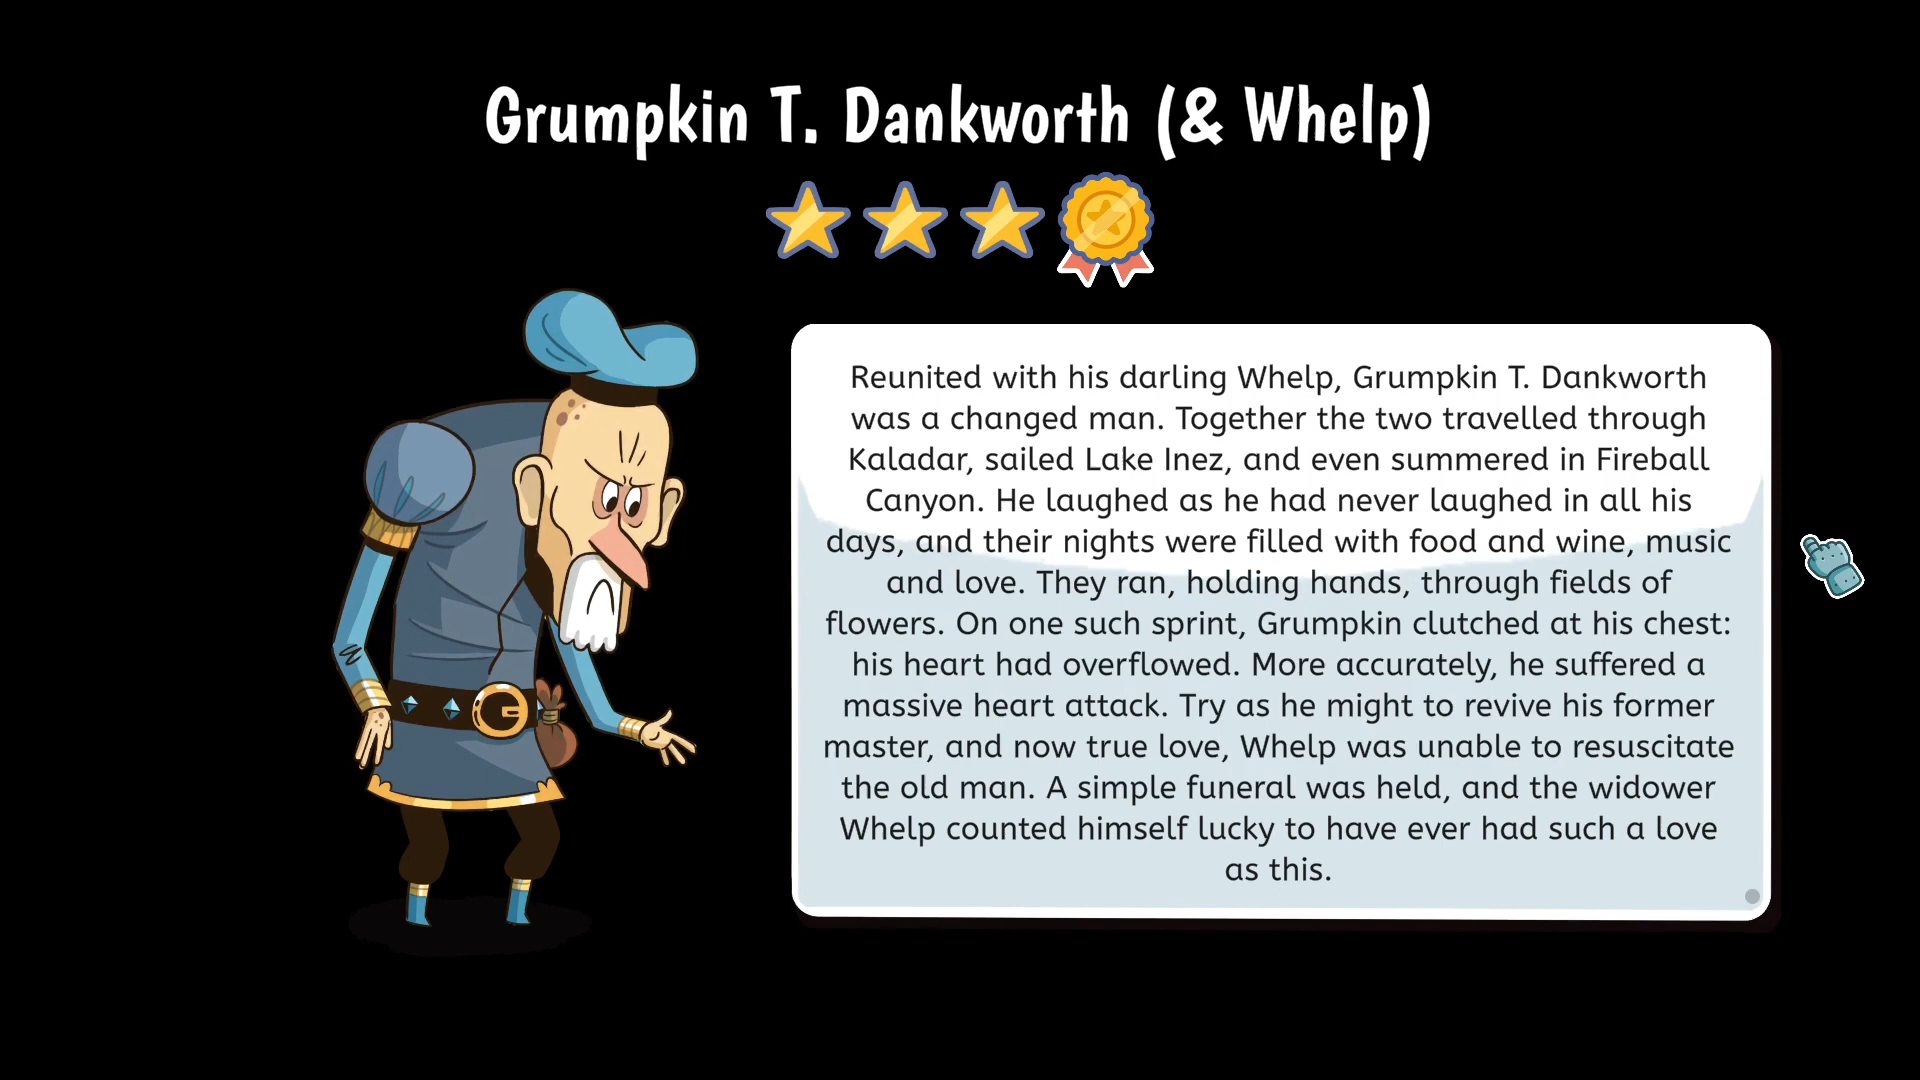 Grumpkin T. Dankworth (& Whelp)
Reunited with his darling Whelp, Grumpkin T. Dankworth
was a changed man. Together the two travelled through
Kaladar, sailed Lake Inez, and even summered in Fireball
Canyon. He laughed as he had never laughed in all his
days, and their nights were filled with food and wine, music
and love. They ran, holding hands, through fields of
flowers. On one such sprint, Grumpkin clutched at his chest:
his heart had overflowed. More accurately, he suffered a
massive heart attack. Try as he might to revive his former
master, and now true love, Whelp was unable to resuscitate
the old man. A simple funeral was held, and the widower
Whelp counted himself lucky to have ever had such a love
as this.